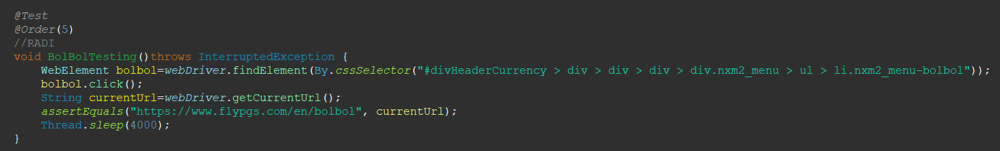 @Test
@Order(5)
//RADI
void BolBolTesting()throws InterruptedException {
    WebElement bolbol=webDriver.findElement(By.cssSelector("#divHeaderCurrency > div > div > div > div.nxm2_menu > ul > li.nxm2_menu-bolbol"));
    bolbol.click();
    String currentUrl=webDriver.getCurrentUrl();
    assertEquals("https://www.flypgs.com/en/bolbol", currentUrl);
    Thread.sleep(4000);
}